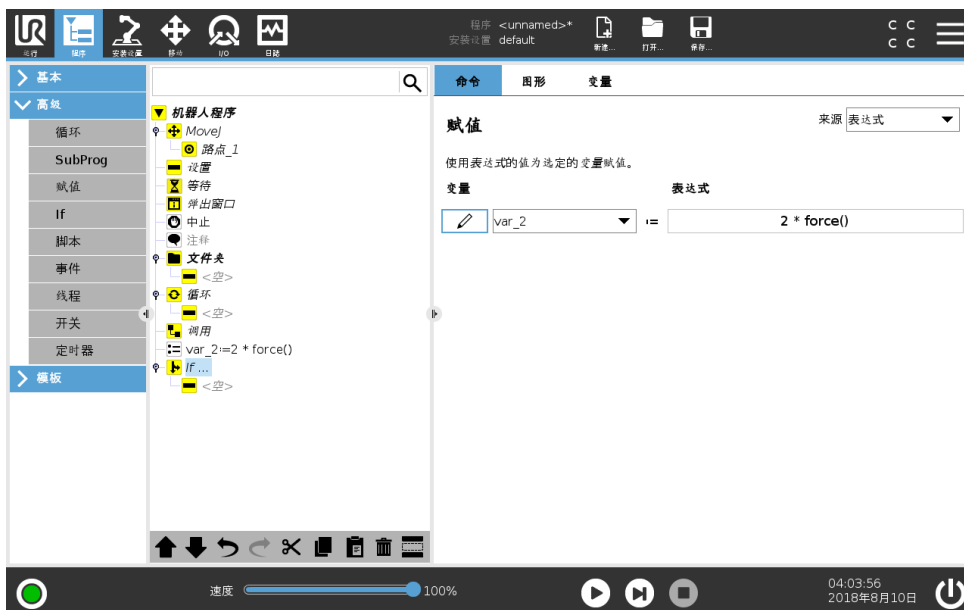 UR
运行
程序
安装设置
移动
I/O
日志
程序 <unnamed>*
安装设置 default
新建...
打开...
保存...
C C
C C
基本
高级
循环
SubProg
赋值
If
脚本
事件
线程
开关
定时器
模板
机器人程序
MoveJ
路点_1
设置
等待
弹出窗口
中止
注释
文件夹
<空>
循环
<空>
调用
var_2:=2 * force()
If ...
<空>
命令 图形 变量
赋值
来源 表达式
使用表达式的值为选定的变量赋值。
变量 表达式
var_2 := 2 * force()
速度 100%
04:03:56
2018年8月10日